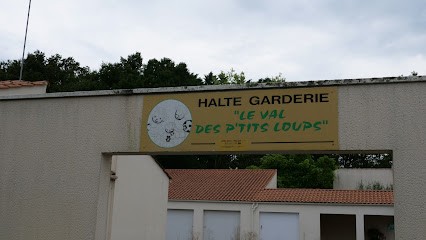 HALTE GARDERIE
"LE VAL
DES P'TITS LOUPS"